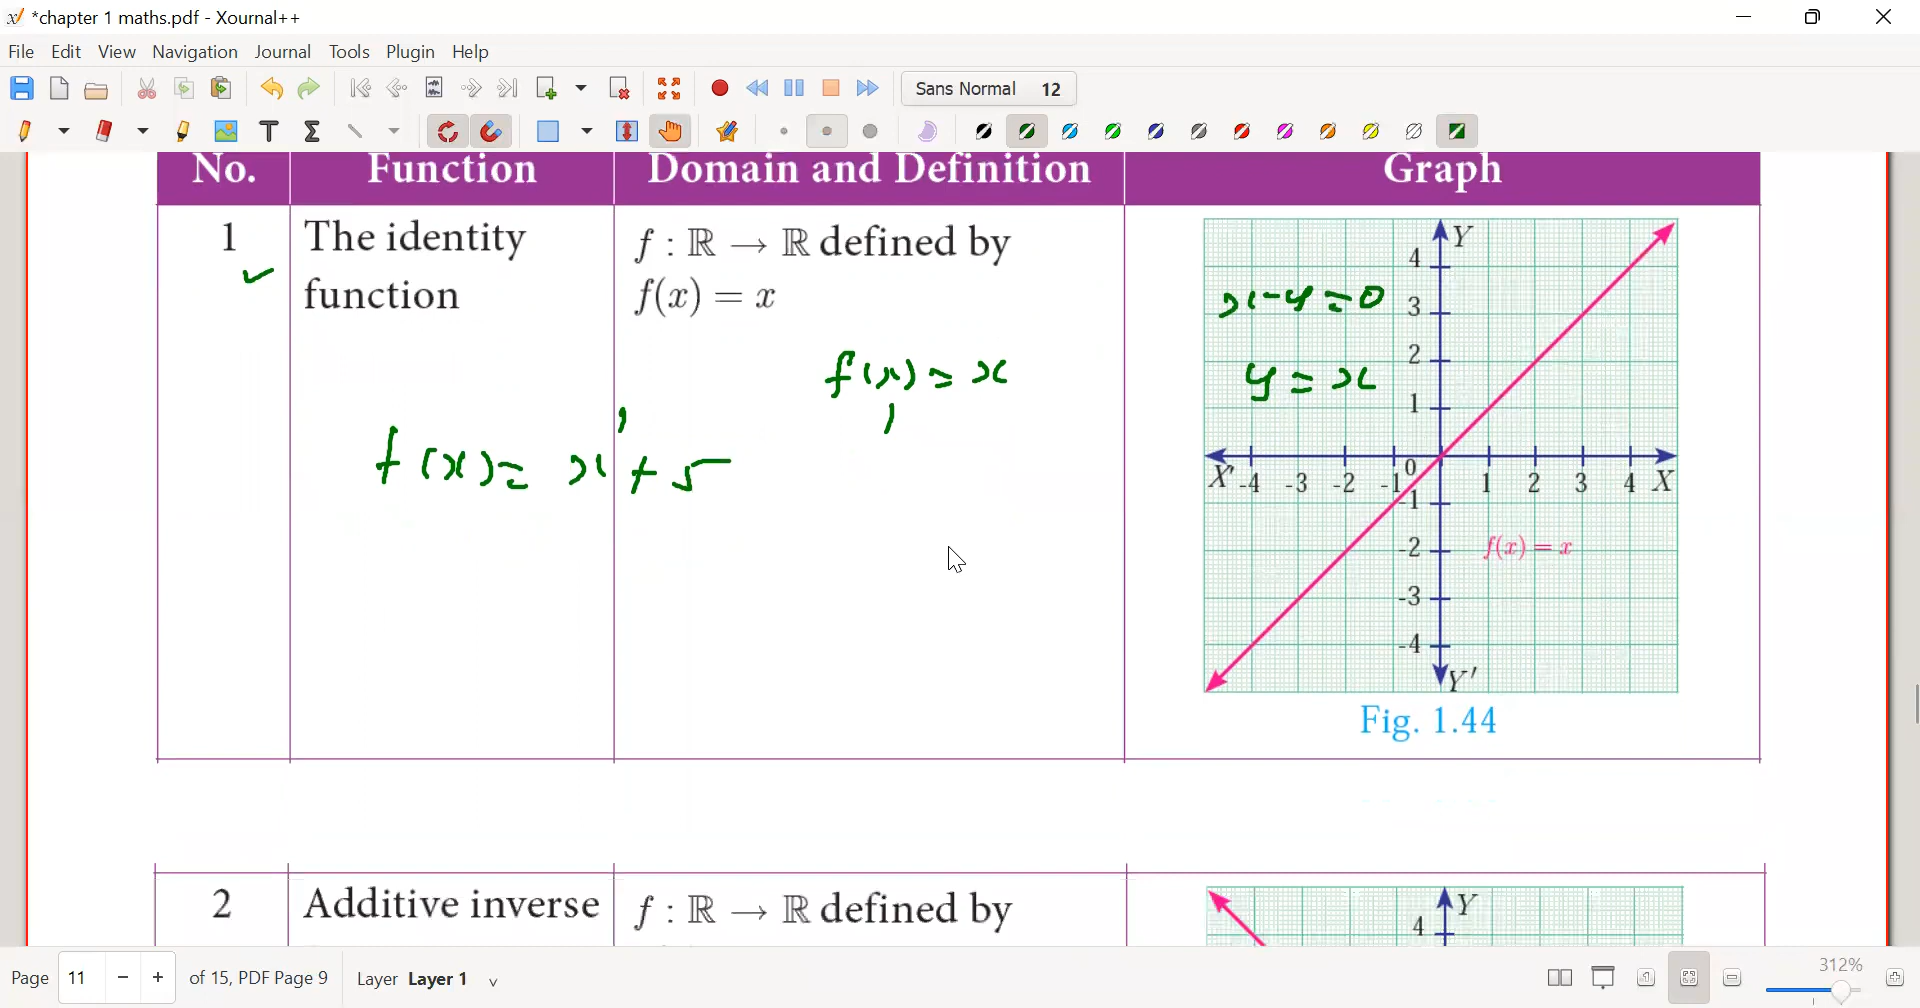 *chapter 1 maths.pdf - Xournal++
File Edit View Navigation Journal Tools Plugin Help
Sans Normal 12
No. Function Domain and Definition Graph
1 The identity function
f : ℝ → ℝ defined by
f(x) = x
f(x) = x
f(x) = x + 5
Y
4
3
2
1
0
X' -4 -3 -2 -1 1 2 3 4 X
-1
-2
-3
-4
Y'
x - y = 0
y = x
f(x) = x
Fig. 1.44
2 Additive inverse
f : ℝ → ℝ defined by
Y
4
Page 11 − + of 15, PDF Page 9 Layer Layer 1
312%